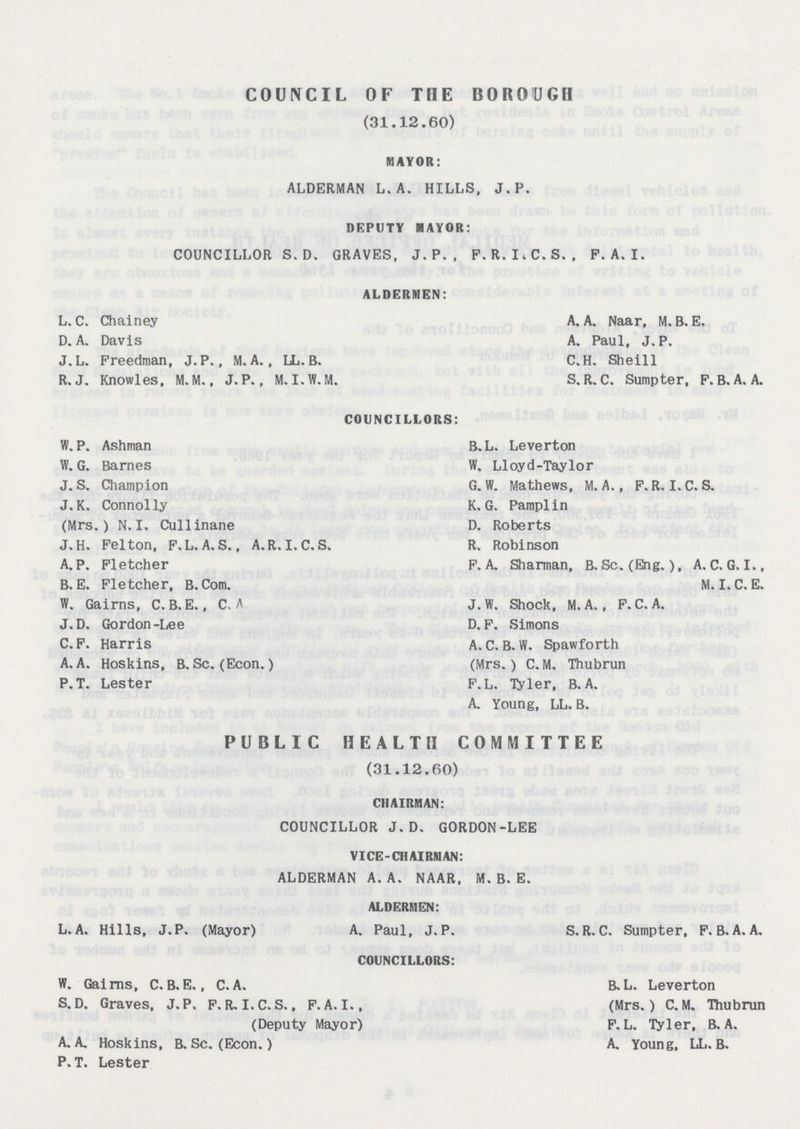 COUNCIL OF THE BOROUGH
(31.12.60)
MAYOR:
ALDERMAN L.A. HILLS, J.P.
DEPUTY MAYOR:
COUNCILLOR S.D. GRAVES, J.P., F.R.I.C.S., F.A.I.
ALDERMEN:
L.C. Chainey
D.A. Davis
J.L. Freedman, J.P., M.A., LL.B.
R.J. Knowles, M.M., J.P., M.I.W.M.
A.A. Naar, M.B.E.
A. Paul, J.P.
C.H. Sheill
S.R.C. Sumpter, F.B.A.A.
COUNCILLORS:
W.P. Ashman
W.G. Barnes
J.S. Champion
J.K. Connolly
(Mrs.) N.I. Cullinane
J.H. Felton, F.L.A.S., A.R.I.C.S.
A.P. Fletcher
B.E. Fletcher, B.Com.
W. Gairns, C.B.E., C.A
J.D. Gordon-Lee
C.F. Harris
A.A. Hoskins, B.Sc.(Econ.)
P.T. Lester
B.L. Leverton
W. Lloyd-Taylor
G.W. Mathews, M.A., F.R.I.C.S.
K.G. Pamplin
D. Roberts
R. Robinson
F.A. Sharman, B.Sc.(Eng.), A.C.G.I.,
M.I.C.E.
J.W. Shock, M.A., F.C.A.
D.F. Simons
A.C.B.W. Spawforth
(Mrs.) C.M. Thubrun
F.L. Tyler, B.A.
A. Young, LL.B.
PUBLIC HEALTH COMMITTEE
(31.12.60)
CHAIRMAN:
COUNCILLOR J.D. GORDON-LEE
VICE-CHAIRMAN:
ALDERMAN A.A. NAAR, M.B.E.
ALDERMEN:
L.A. Hills, J.P. (Mayor) A. Paul, J.P. S.R.C. Sumpter, F.B.A.A.
COUNCILLORS:
W. Gairns, C.B.E., C.A.
S.D. Graves, J.P. F.R.I.C.S., F.A.I.,
(Deputy Mayor)
A.A. Hoskins, B.Sc.(Econ.)
P.T. Lester
B.L. Leverton
(Mrs.) C.M. Thubrun
F.L. Tyler, B.A.
A. Young, LL.B.